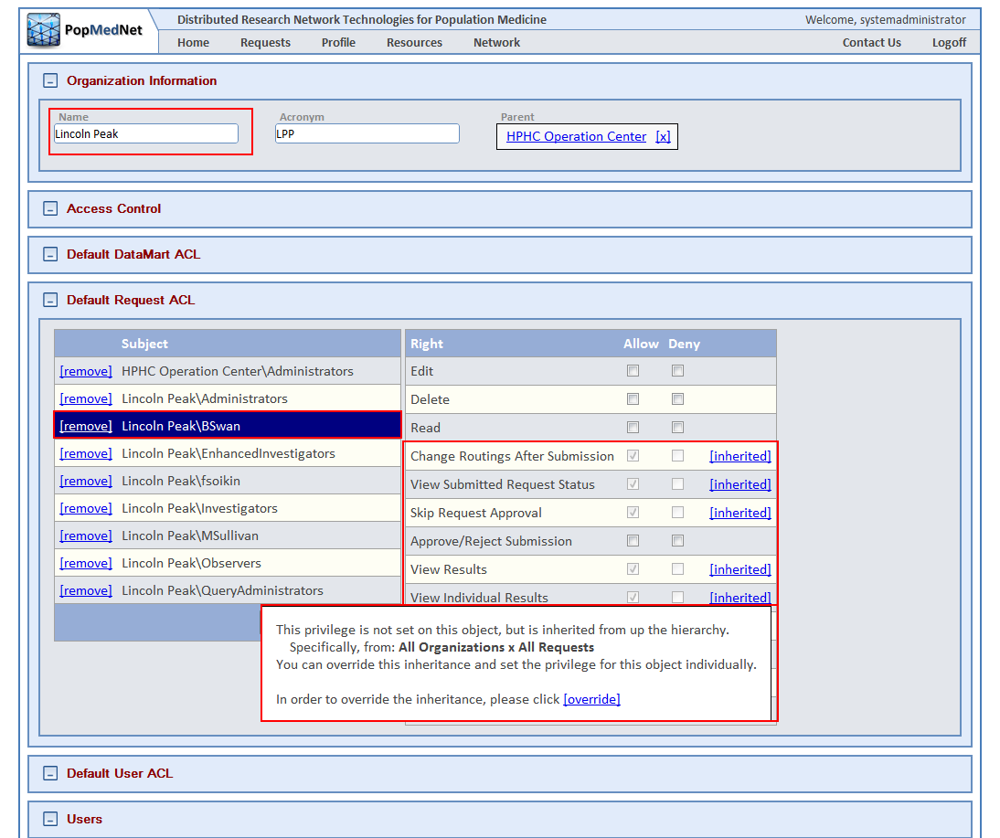 PopMedNet
Distributed Research Network Technologies for Population Medicine
Welcome, systemadministrator
Home Requests Profile Resources Network Contact Us Logoff
Organization Information
Name Acronym Parent
Lincoln Peak LPP HPHC Operation Center [x]
Access Control
Default DataMart ACL
Default Request ACL
Subject
[remove] HPHC Operation Center\Administrators
[remove] Lincoln Peak\Administrators
[remove] Lincoln Peak\BSwan
[remove] Lincoln Peak\EnhancedInvestigators
[remove] Lincoln Peak\fsoikin
[remove] Lincoln Peak\Investigators
[remove] Lincoln Peak\MSullivan
[remove] Lincoln Peak\Observers
[remove] Lincoln Peak\QueryAdministrators
Right Allow Deny
Edit
Delete
Read
Change Routings After Submission [inherited]
View Submitted Request Status [inherited]
Skip Request Approval [inherited]
Approve/Reject Submission
View Results [inherited]
View Individual Results [inherited]
This privilege is not set on this object, but is inherited from up the hierarchy.
Specifically, from: All Organizations x All Requests
You can override this inheritance and set the privilege for this object individually.
In order to override the inheritance, please click [override]
Default User ACL
Users